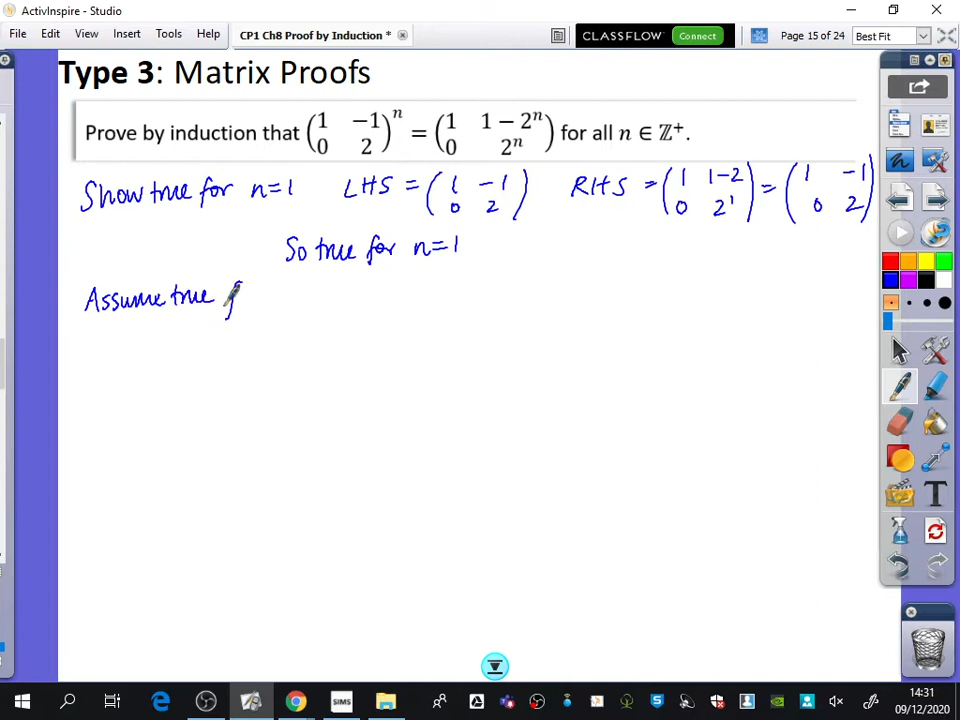 ActivInspire - Studio
File Edit View Insert Tools Help CP1 Ch8 Proof by Induction * CLASSFLOW Connect Page 15 of 24 Best Fit
Type 3: Matrix Proofs
Prove by induction that (1 −1 0 2)^n = (1 1 − 2^n 0 2^n) for all n ∈ ℤ⁺.
Show true for n=1 LHS = (1 -1 0 2) RHS = (1 1-2 0 2^1) = (1 -1 0 2)
So true for n=1
Assume true f
T
SIMS
14:31
09/12/2020